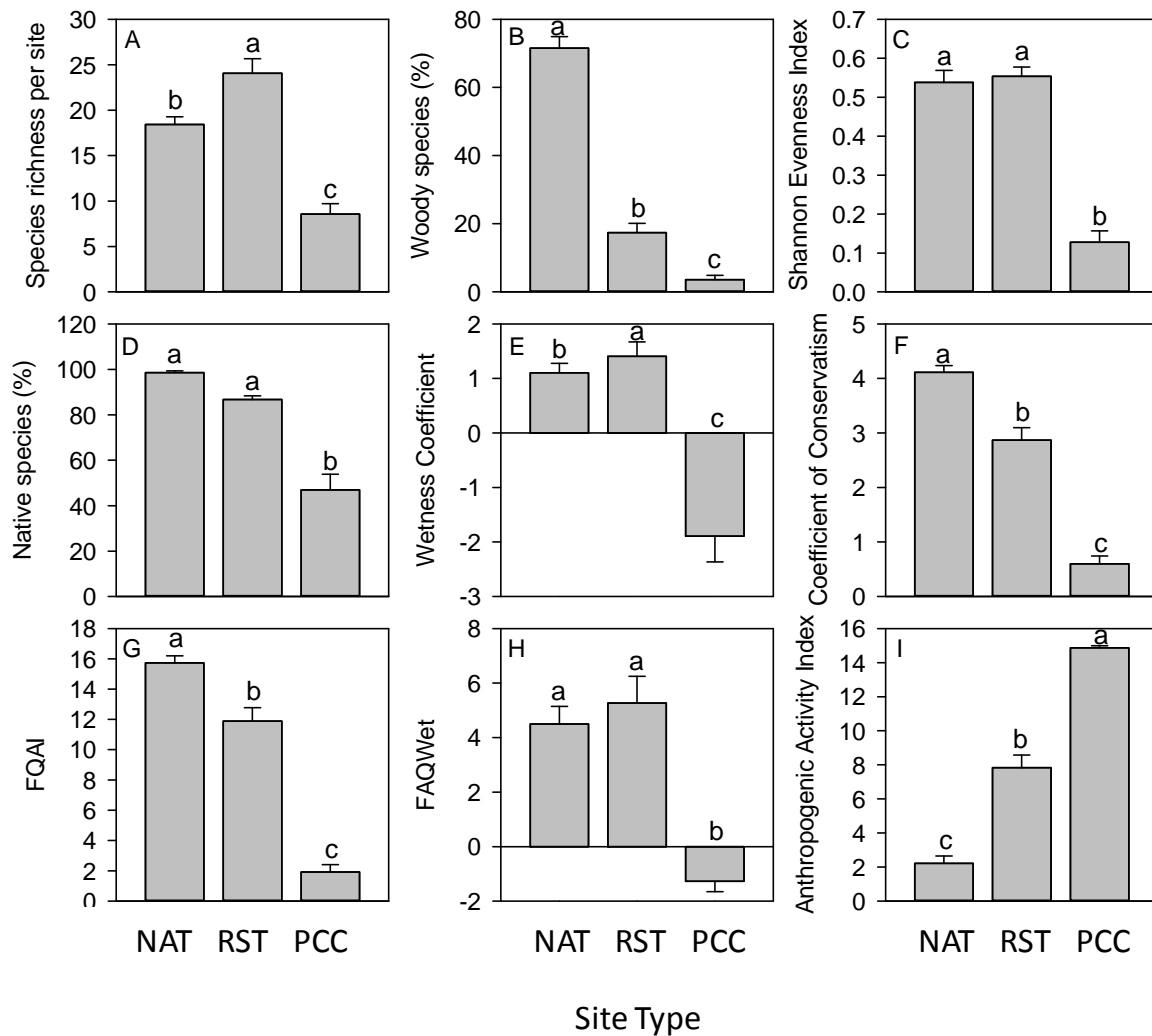 Species richness per site
30
25
20
15
10
5
0
A
b
a
c
Woody species (%)
80
60
40
20
0
B
a
b
c
Shannon Evenness Index
0.7
0.6
0.5
0.4
0.3
0.2
0.1
0.0
C
a
a
b
Native species (%)
120
100
80
60
40
20
0
D
a
a
b
Wetness Coefficient
2
1
0
-1
-2
-3
E
b
a
c
Coefficient of Conservatism
5
4
3
2
1
0
F
a
b
c
FQAI
18
16
14
12
10
8
6
4
2
0
G
a
b
c
FAQWet
8
6
4
2
0
-2
H
a
a
b
Anthropogenic Activity Index
16
14
12
10
8
6
4
2
0
I
c
b
a
NAT RST PCC
NAT RST PCC
NAT RST PCC
Site Type